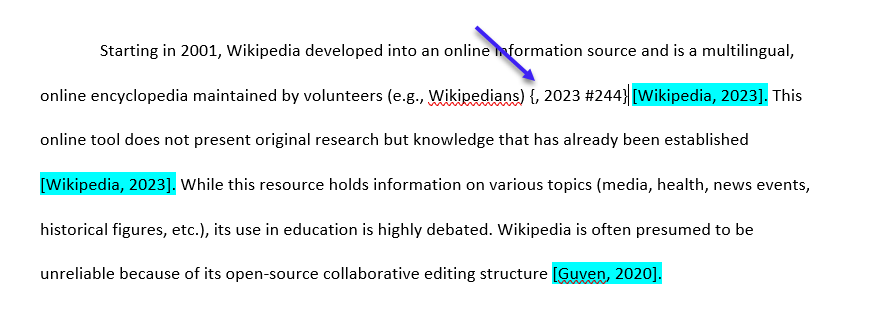 Starting in 2001, Wikipedia developed into an online information source and is a multilingual,
online encyclopedia maintained by volunteers (e.g., Wikipedians) {, 2023 #244} [Wikipedia, 2023]. This
online tool does not present original research but knowledge that has already been established
[Wikipedia, 2023]. While this resource holds information on various topics (media, health, news events,
historical figures, etc.), its use in education is highly debated. Wikipedia is often presumed to be
unreliable because of its open-source collaborative editing structure [Guven, 2020].